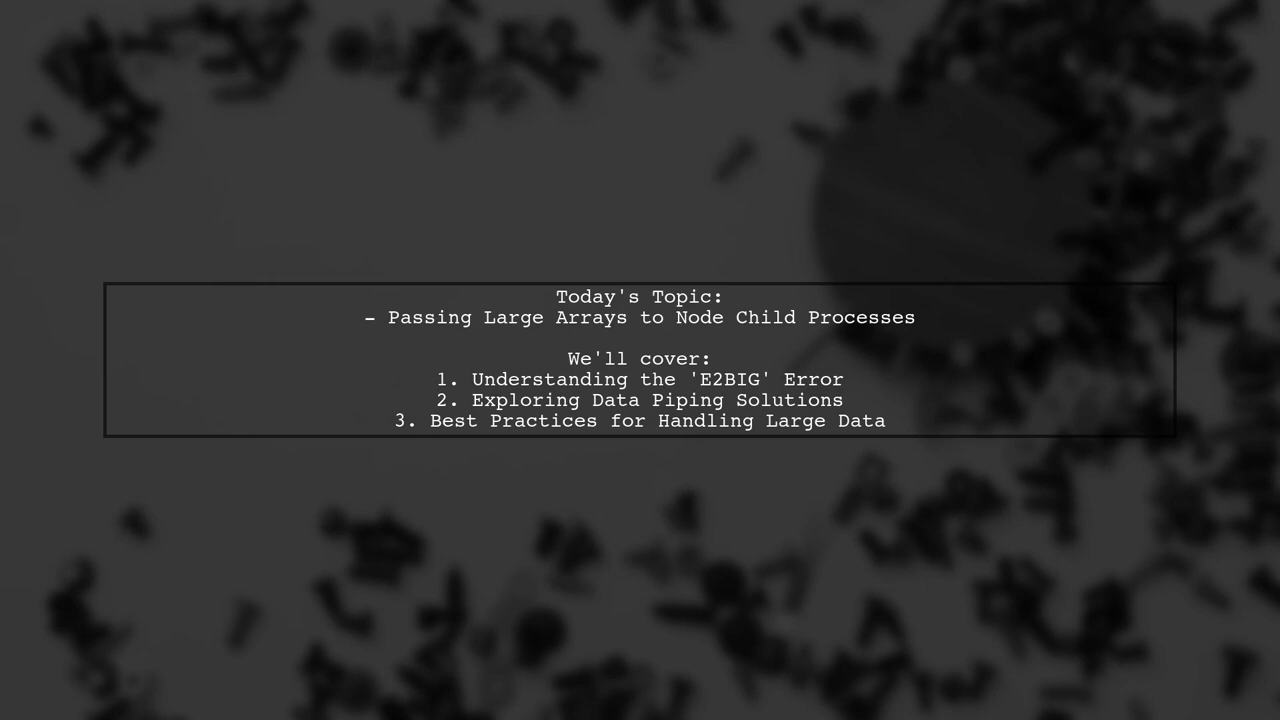 Today's Topic:
– Passing Large Arrays to Node Child Processes
We'll cover:
1. Understanding the 'E2BIG' Error
2. Exploring Data Piping Solutions
3. Best Practices for Handling Large Data